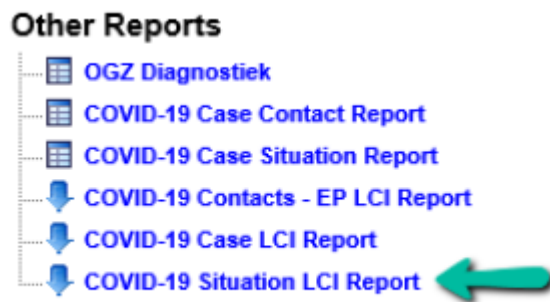 Other Reports
OGZ Diagnostiek
COVID-19 Case Contact Report
COVID-19 Case Situation Report
COVID-19 Contacts - EP LCI Report
COVID-19 Case LCI Report
COVID-19 Situation LCI Report